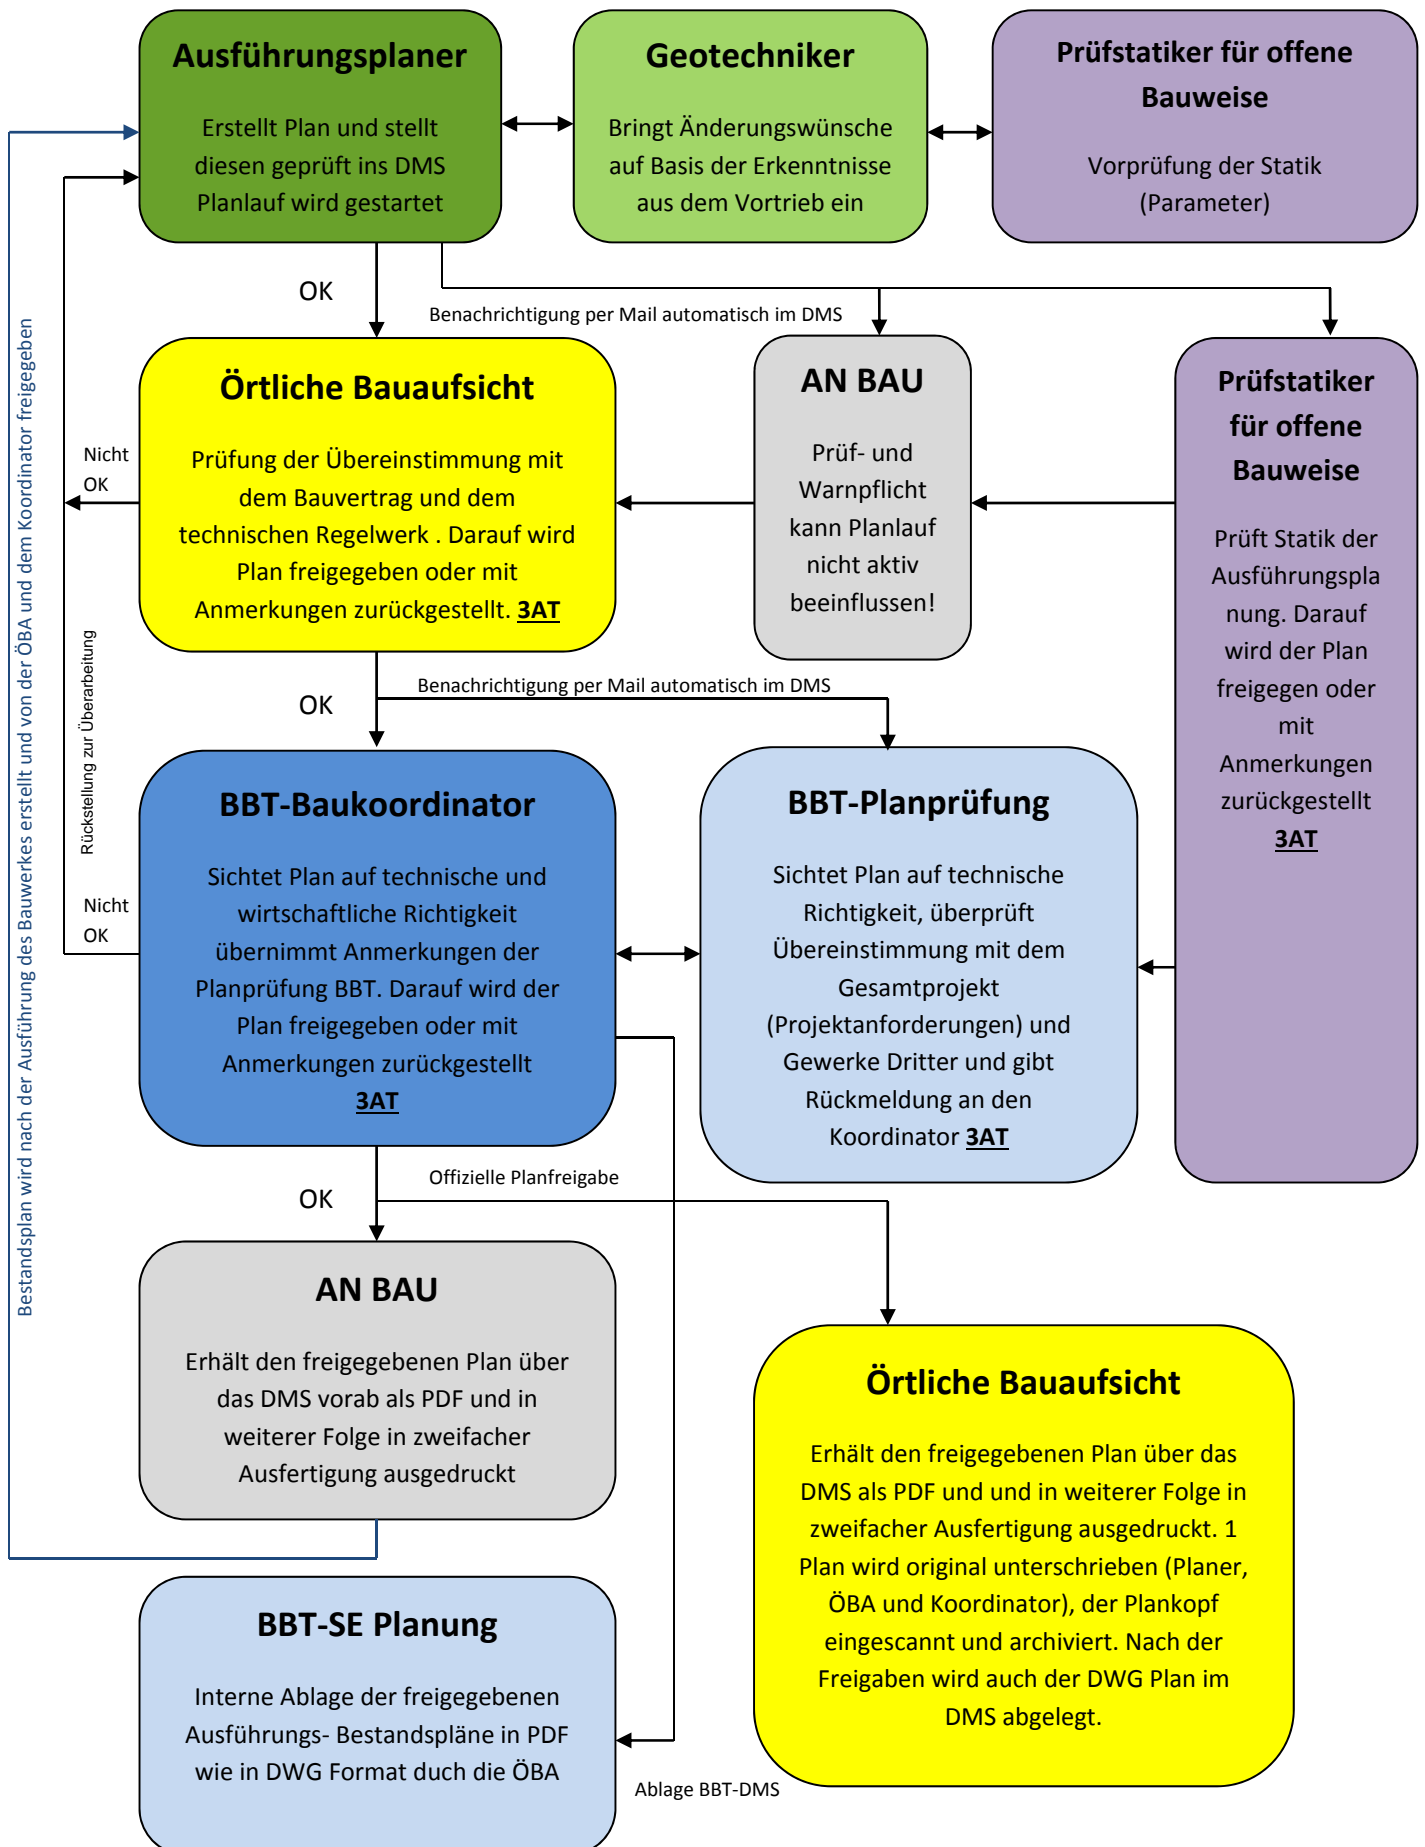 Ausführungsplaner
Erstellt Plan und stellt
diesen geprüft ins DMS
Planlauf wird gestartet
Geotechniker
Bringt Änderungswünsche
auf Basis der Erkenntnisse
aus dem Vortrieb ein
Prüfstatiker für offene
Bauweise
Vorprüfung der Statik
(Parameter)
OK
Benachrichtigung per Mail automatisch im DMS
Örtliche Bauaufsicht
Prüfung der Übereinstimmung mit
dem Bauvertrag und dem
technischen Regelwerk . Darauf wird
Plan freigegeben oder mit
Anmerkungen zurückgestellt. 3AT
AN BAU
Prüf- und
Warnpflicht
kann Planlauf
nicht aktiv
beeinflussen!
Prüfstatiker
für offene
Bauweise
Prüft Statik der
Ausführungspla
nung. Darauf
wird der Plan
freigegen oder
mit
Anmerkungen
zurückgestellt
3AT
Nicht
OK
Rückstellung zur Überarbeitung
Bestandsplan wird nach der Ausführung des Bauwerkes erstellt und von der ÖBA und dem Koordinator freigegeben
OK
Benachrichtigung per Mail automatisch im DMS
BBT-Baukoordinator
Sichtet Plan auf technische und
wirtschaftliche Richtigkeit
übernimmt Anmerkungen der
Planprüfung BBT. Darauf wird der
Plan freigegeben oder mit
Anmerkungen zurückgestellt
3AT
BBT-Planprüfung
Sichtet Plan auf technische
Richtigkeit, überprüft
Übereinstimmung mit dem
Gesamtprojekt
(Projektanforderungen) und
Gewerke Dritter und gibt
Rückmeldung an den
Koordinator 3AT
Nicht
OK
OK
Offizielle Planfreigabe
AN BAU
Erhält den freigegebenen Plan über
das DMS vorab als PDF und in
weiterer Folge in zweifacher
Ausfertigung ausgedruckt
Örtliche Bauaufsicht
Erhält den freigegebenen Plan über das
DMS als PDF und und in weiterer Folge in
zweifacher Ausfertigung ausgedruckt. 1
Plan wird original unterschrieben (Planer,
ÖBA und Koordinator), der Plankopf
eingescannt und archiviert. Nach der
Freigaben wird auch der DWG Plan im
DMS abgelegt.
BBT-SE Planung
Interne Ablage der freigegebenen
Ausführungs- Bestandspläne in PDF
wie in DWG Format duch die ÖBA
Ablage BBT-DMS